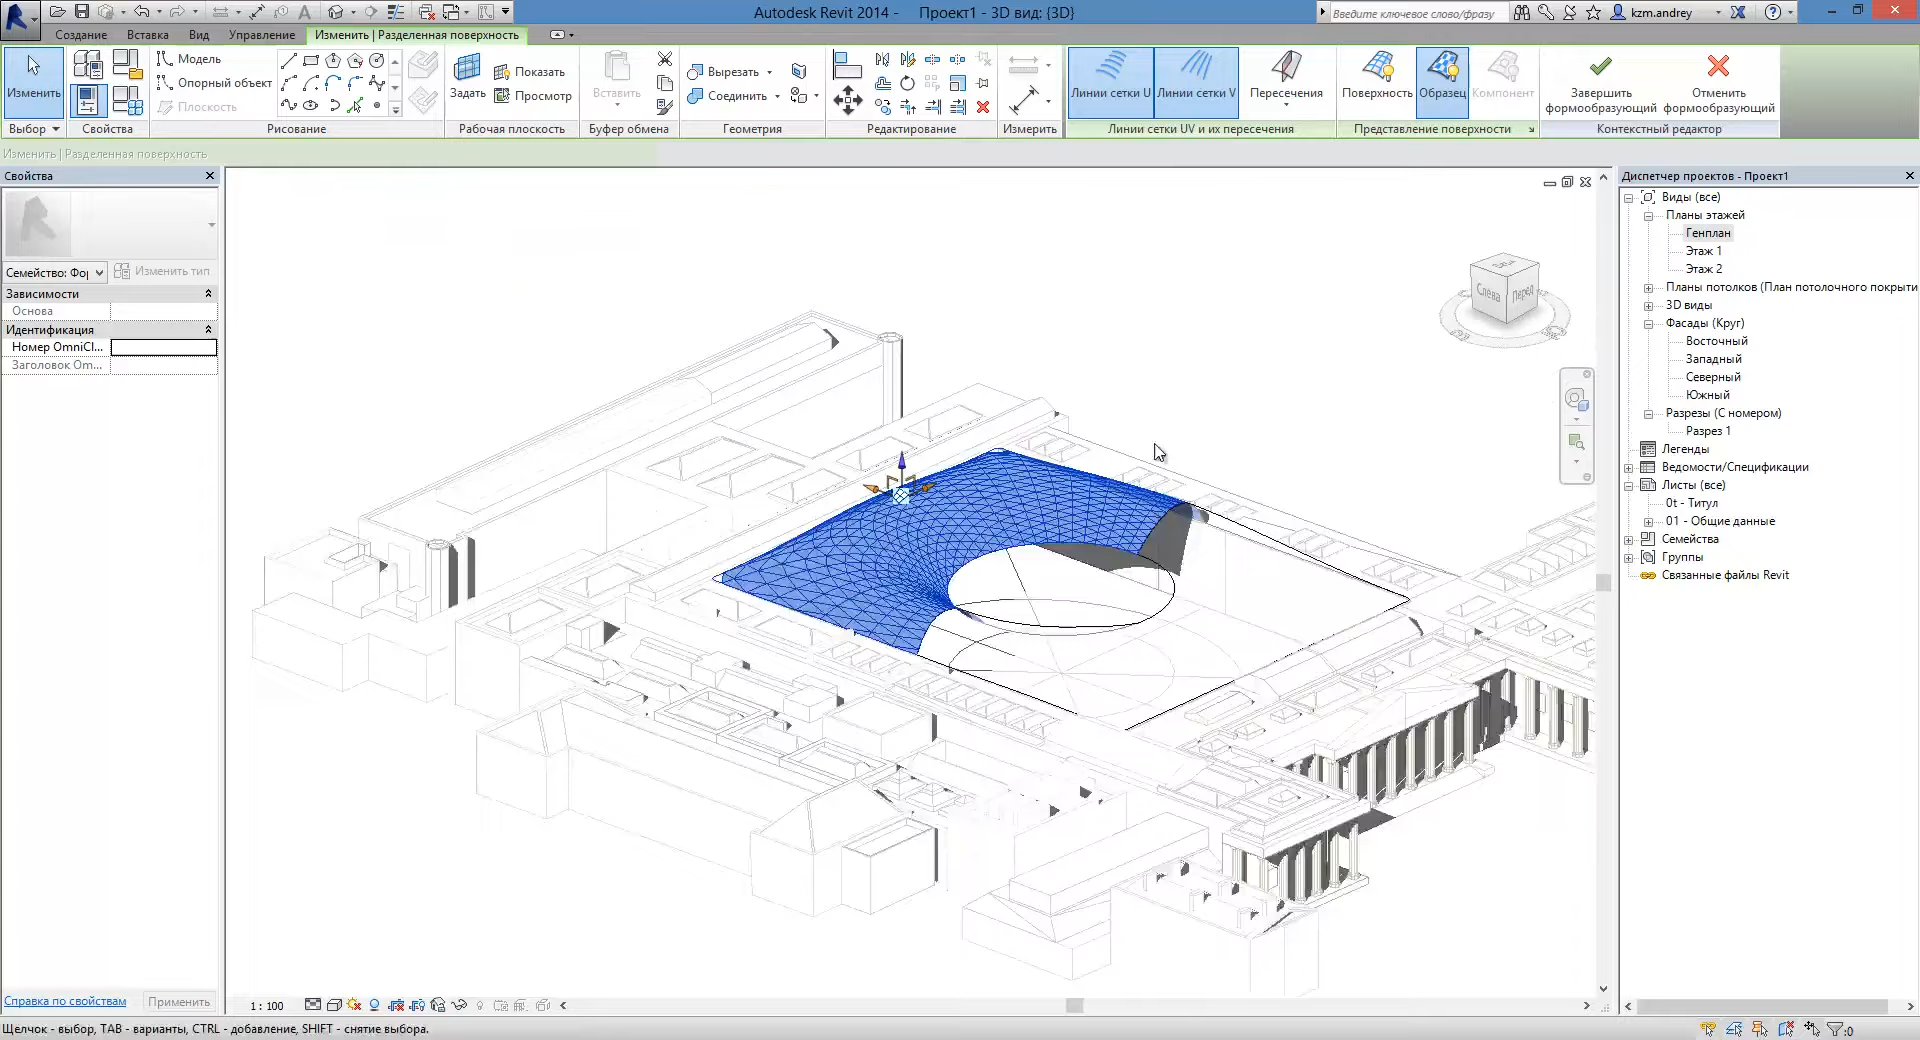 Autodesk Revit 2014 - Проект1 - 3D вид: {3D}
Введите ключевое слово/фразу
kzm.andrey
Создание Вставка Вид Управление Изменить | Разделенная поверхность
Изменить
Модель
Опорный объект
Плоскость
Задать
Показать
Просмотр
Вставить
Вырезать
Соединить
Линии сетки U
Линии сетки V
Пересечения
Поверхность
Образец
Компонент
Завершить формообразующий
Отменить формообразующий
Выбор
Свойства
Рисование
Рабочая плоскость
Буфер обмена
Геометрия
Редактирование
Измерить
Линии сетки UV и их пересечения
Представление поверхности
Контекстный редактор
Изменить | Разделенная поверхность
Свойства
Семейство: Фо
Изменить тип
Зависимости
Основа
Идентификация
Номер OmniCl...
Заголовок Om...
Справка по свойствам
Применить
Слева
Перед
1 : 100
Диспетчер проектов - Проект1
Виды (все)
Планы этажей
Генплан
Этаж 1
Этаж 2
Планы потолков (План потолочного покрыти
3D виды
Фасады (Круг)
Восточный
Западный
Северный
Южный
Разрезы (С номером)
Разрез 1
Легенды
Ведомости/Спецификации
Листы (все)
0t - Титул
01 - Общие данные
Семейства
Группы
Связанные файлы Revit
Щелчок - выбор, TAB - варианты, CTRL - добавление, SHIFT - снятие выбора.
:0